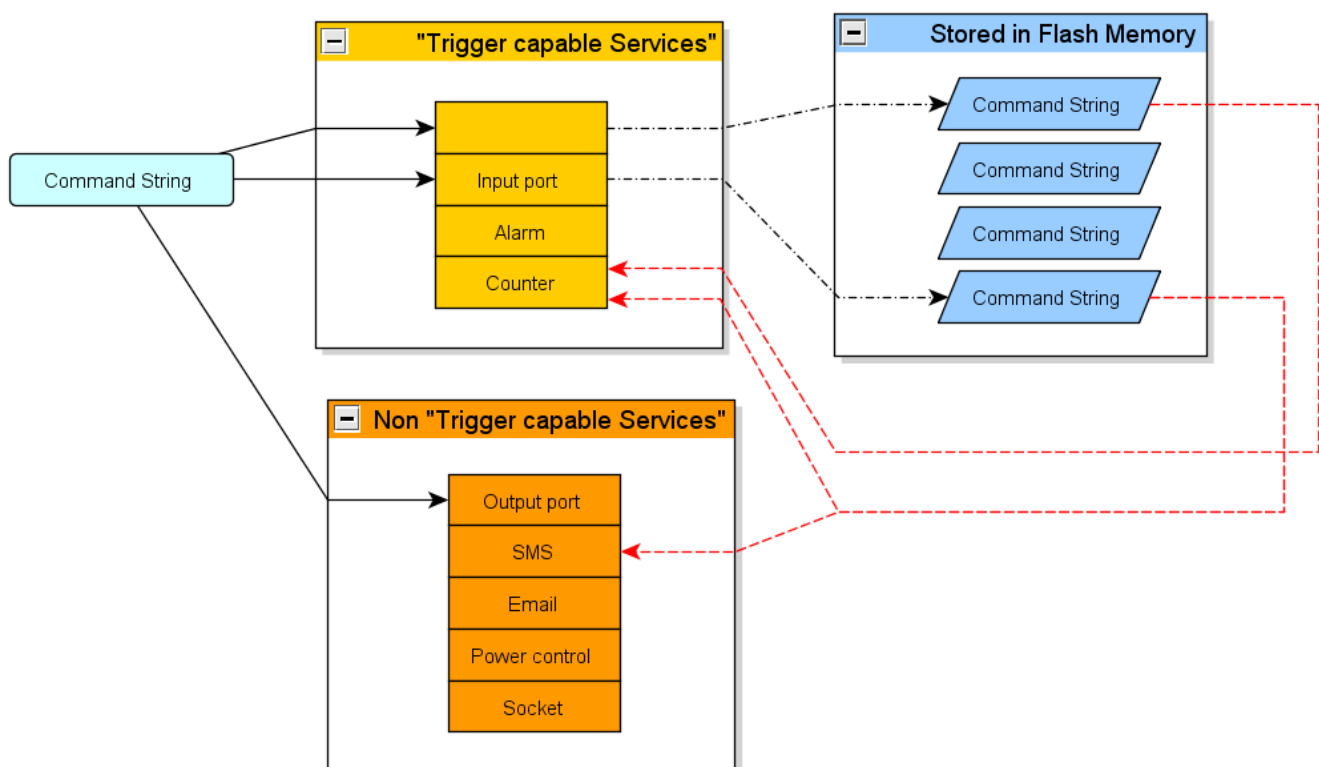 "Trigger capable Services"
Stored in Flash Memory
Command String
Input port
Alarm
Counter
Command String
Command String
Command String
Command String
Non "Trigger capable Services"
Output port
SMS
Email
Power control
Socket